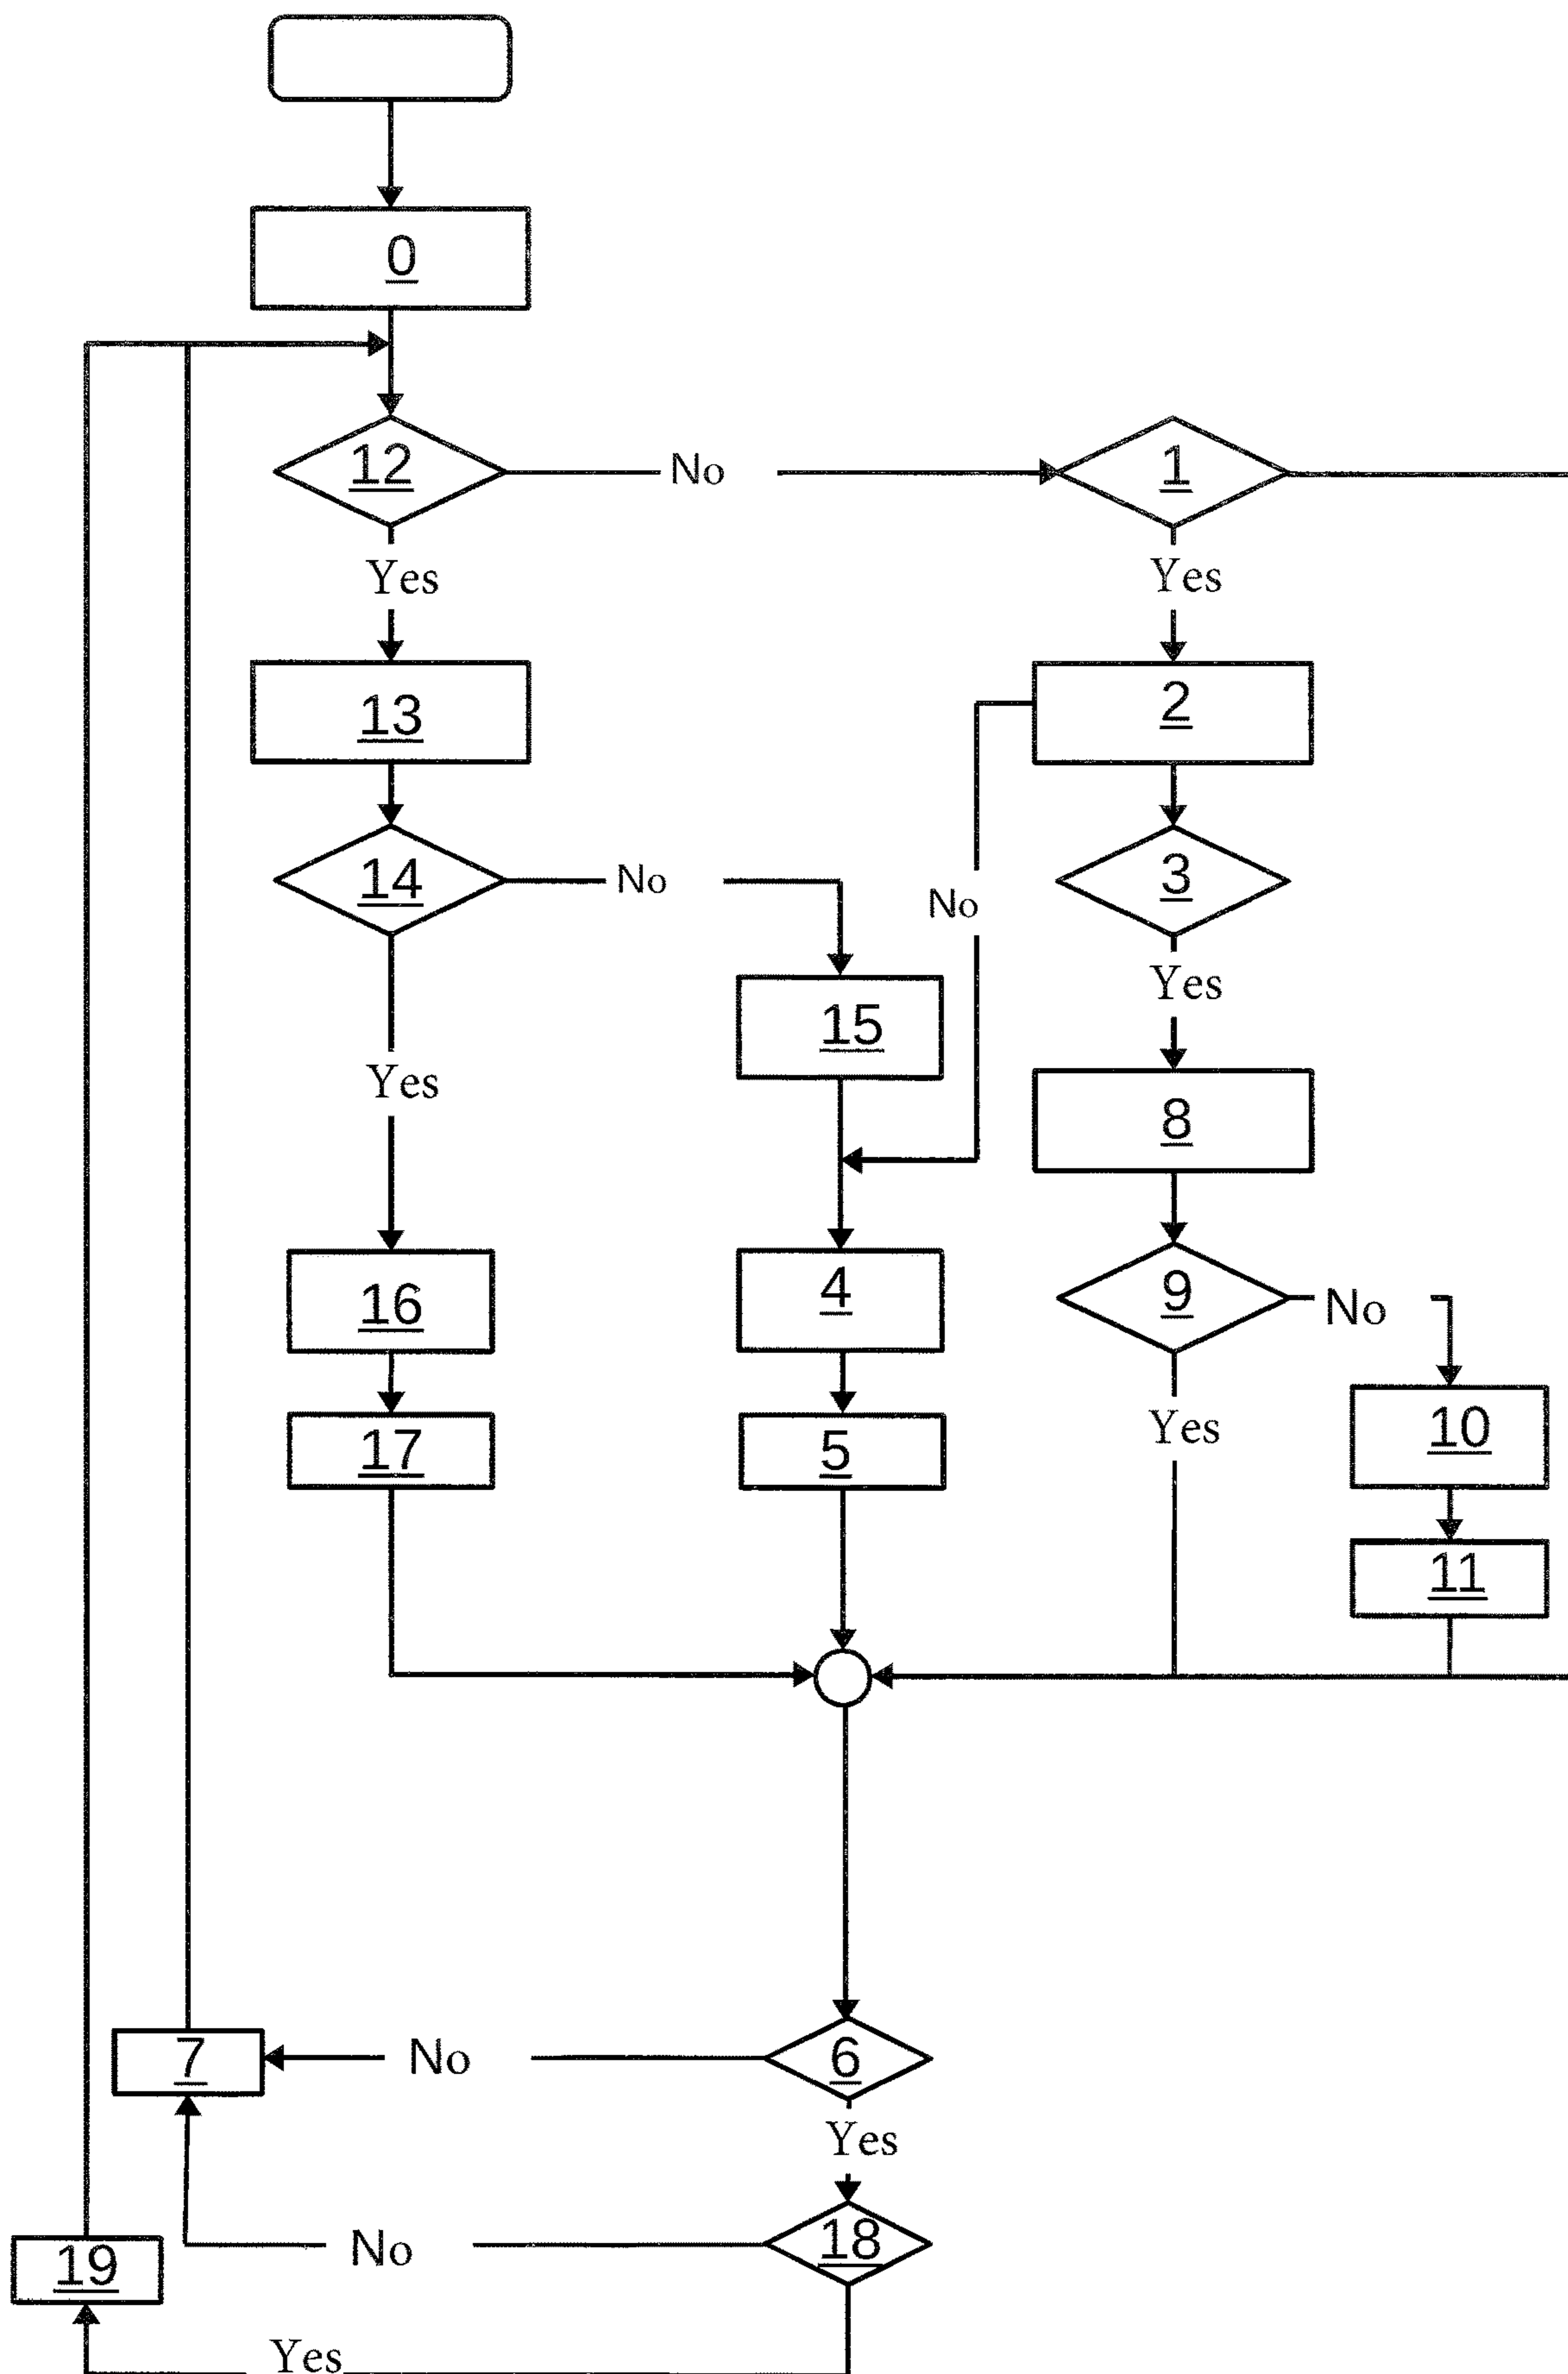 0
12
No
1
Yes
Yes
13
2
14
No
No
3
Yes
15
Yes
8
16
4
9
No
17
5
Yes
10
11
7
No
6
Yes
19
No
18
Yes